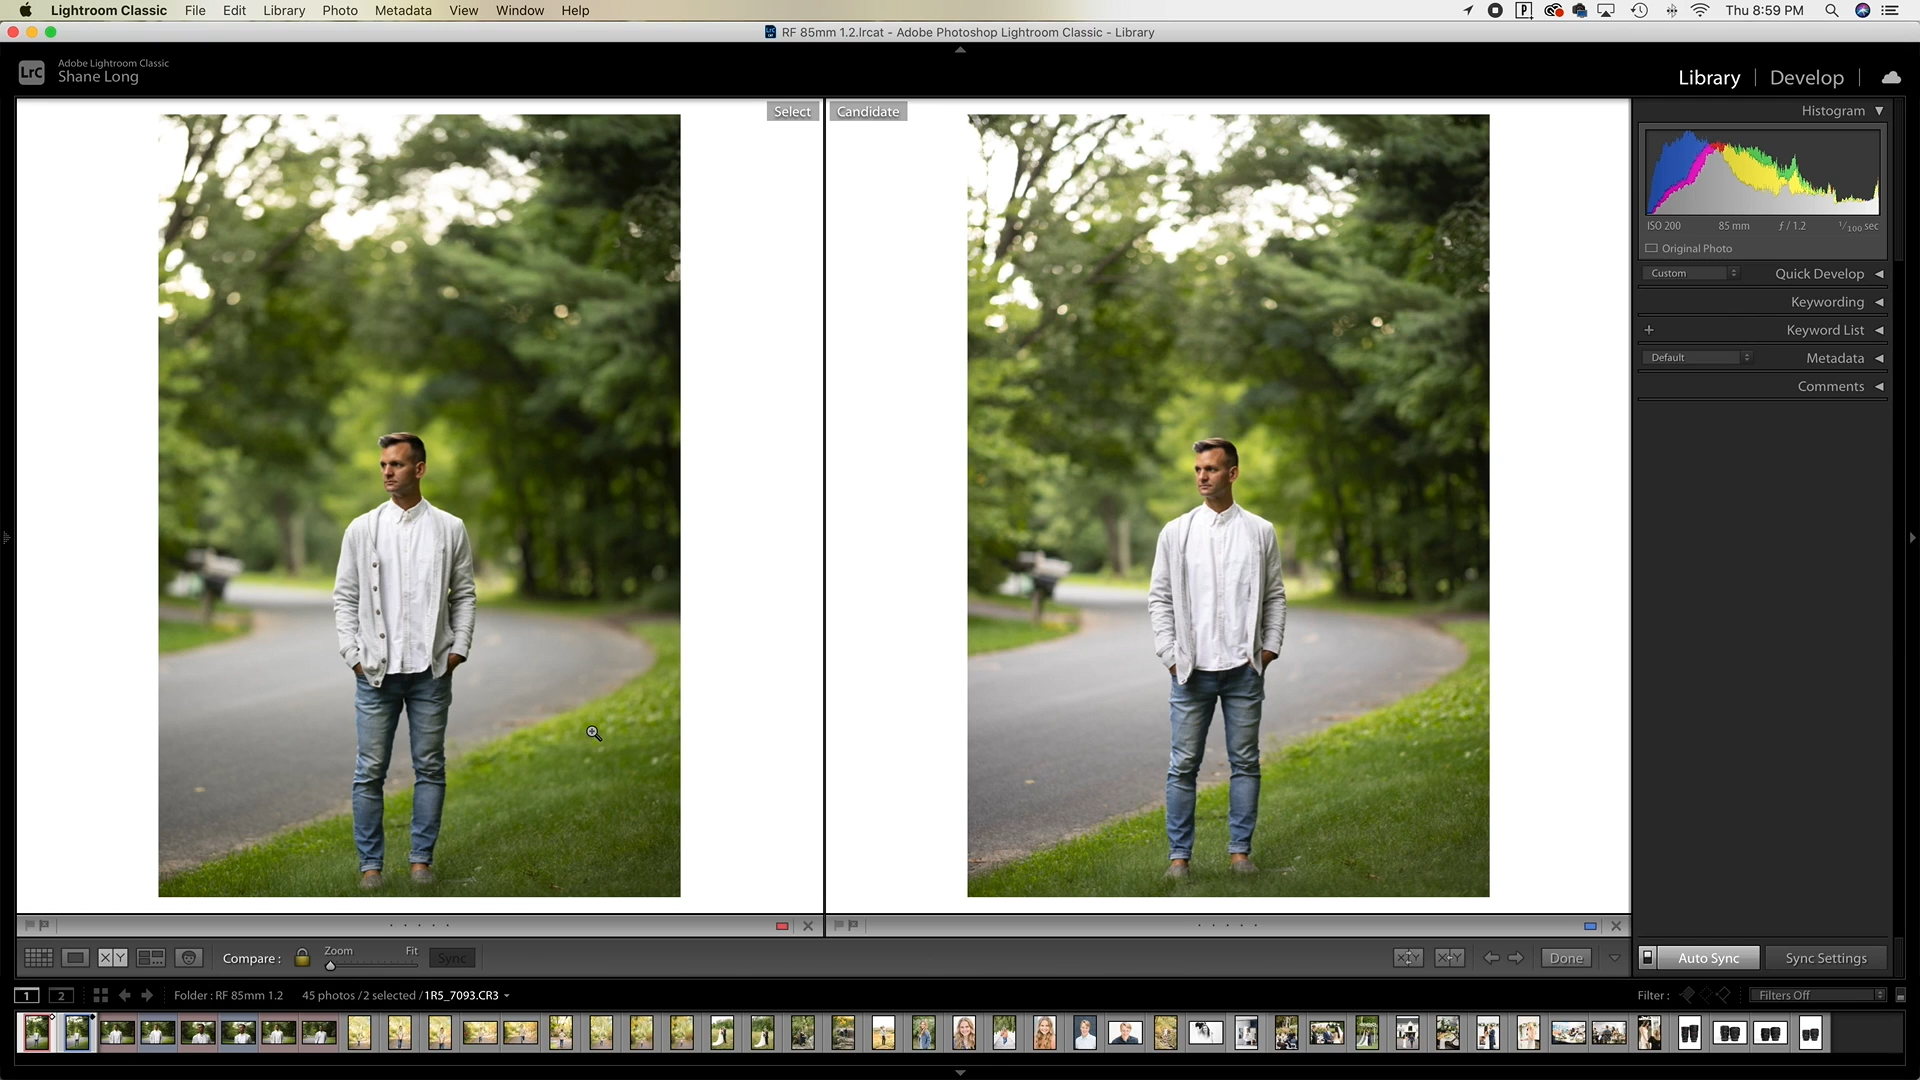 Lightroom Classic File Edit Library Photo Metadata View Window Help Thu 8:59 PM
RF 85mm 1.2.lrcat - Adobe Photoshop Lightroom Classic - Library
LrC
Adobe Lightroom Classic
Shane Long
Library | Develop |
Select
Candidate
Histogram
ISO 200 85 mm ƒ / 1.2 1/100 sec
Original Photo
Custom Quick Develop
Keywording
+ Keyword List
Default Metadata
Comments
Compare : Zoom Fit Sync
X Y
Done
Auto Sync Sync Settings
1 2 Folder : RF 85mm 1.2 45 photos / 2 selected / 1R5_7093.CR3
Filter : Filters Off